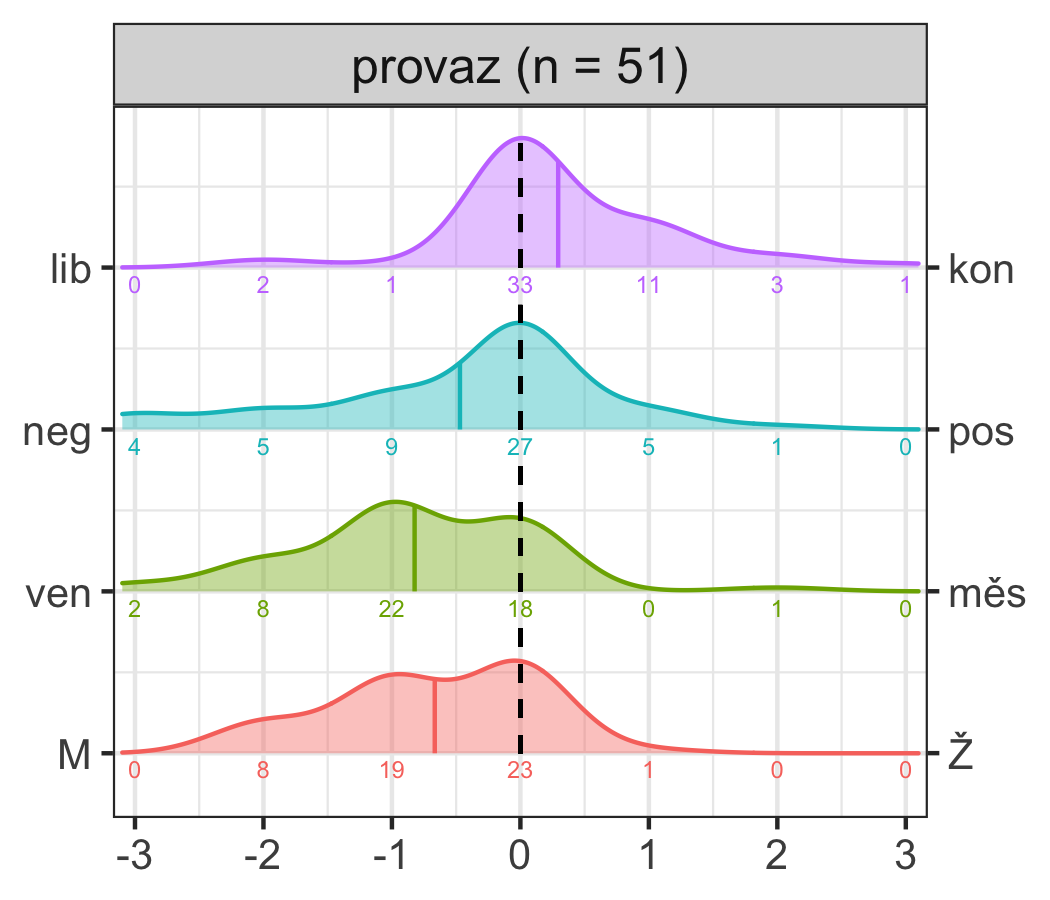 provaz (n = 51)
lib kon
0 2 1 33 11 3 1
neg pos
4 5 9 27 5 1 0
ven měs
2 8 22 18 0 1 0
M Ž
0 8 19 23 1 0 0
-3 -2 -1 0 1 2 3